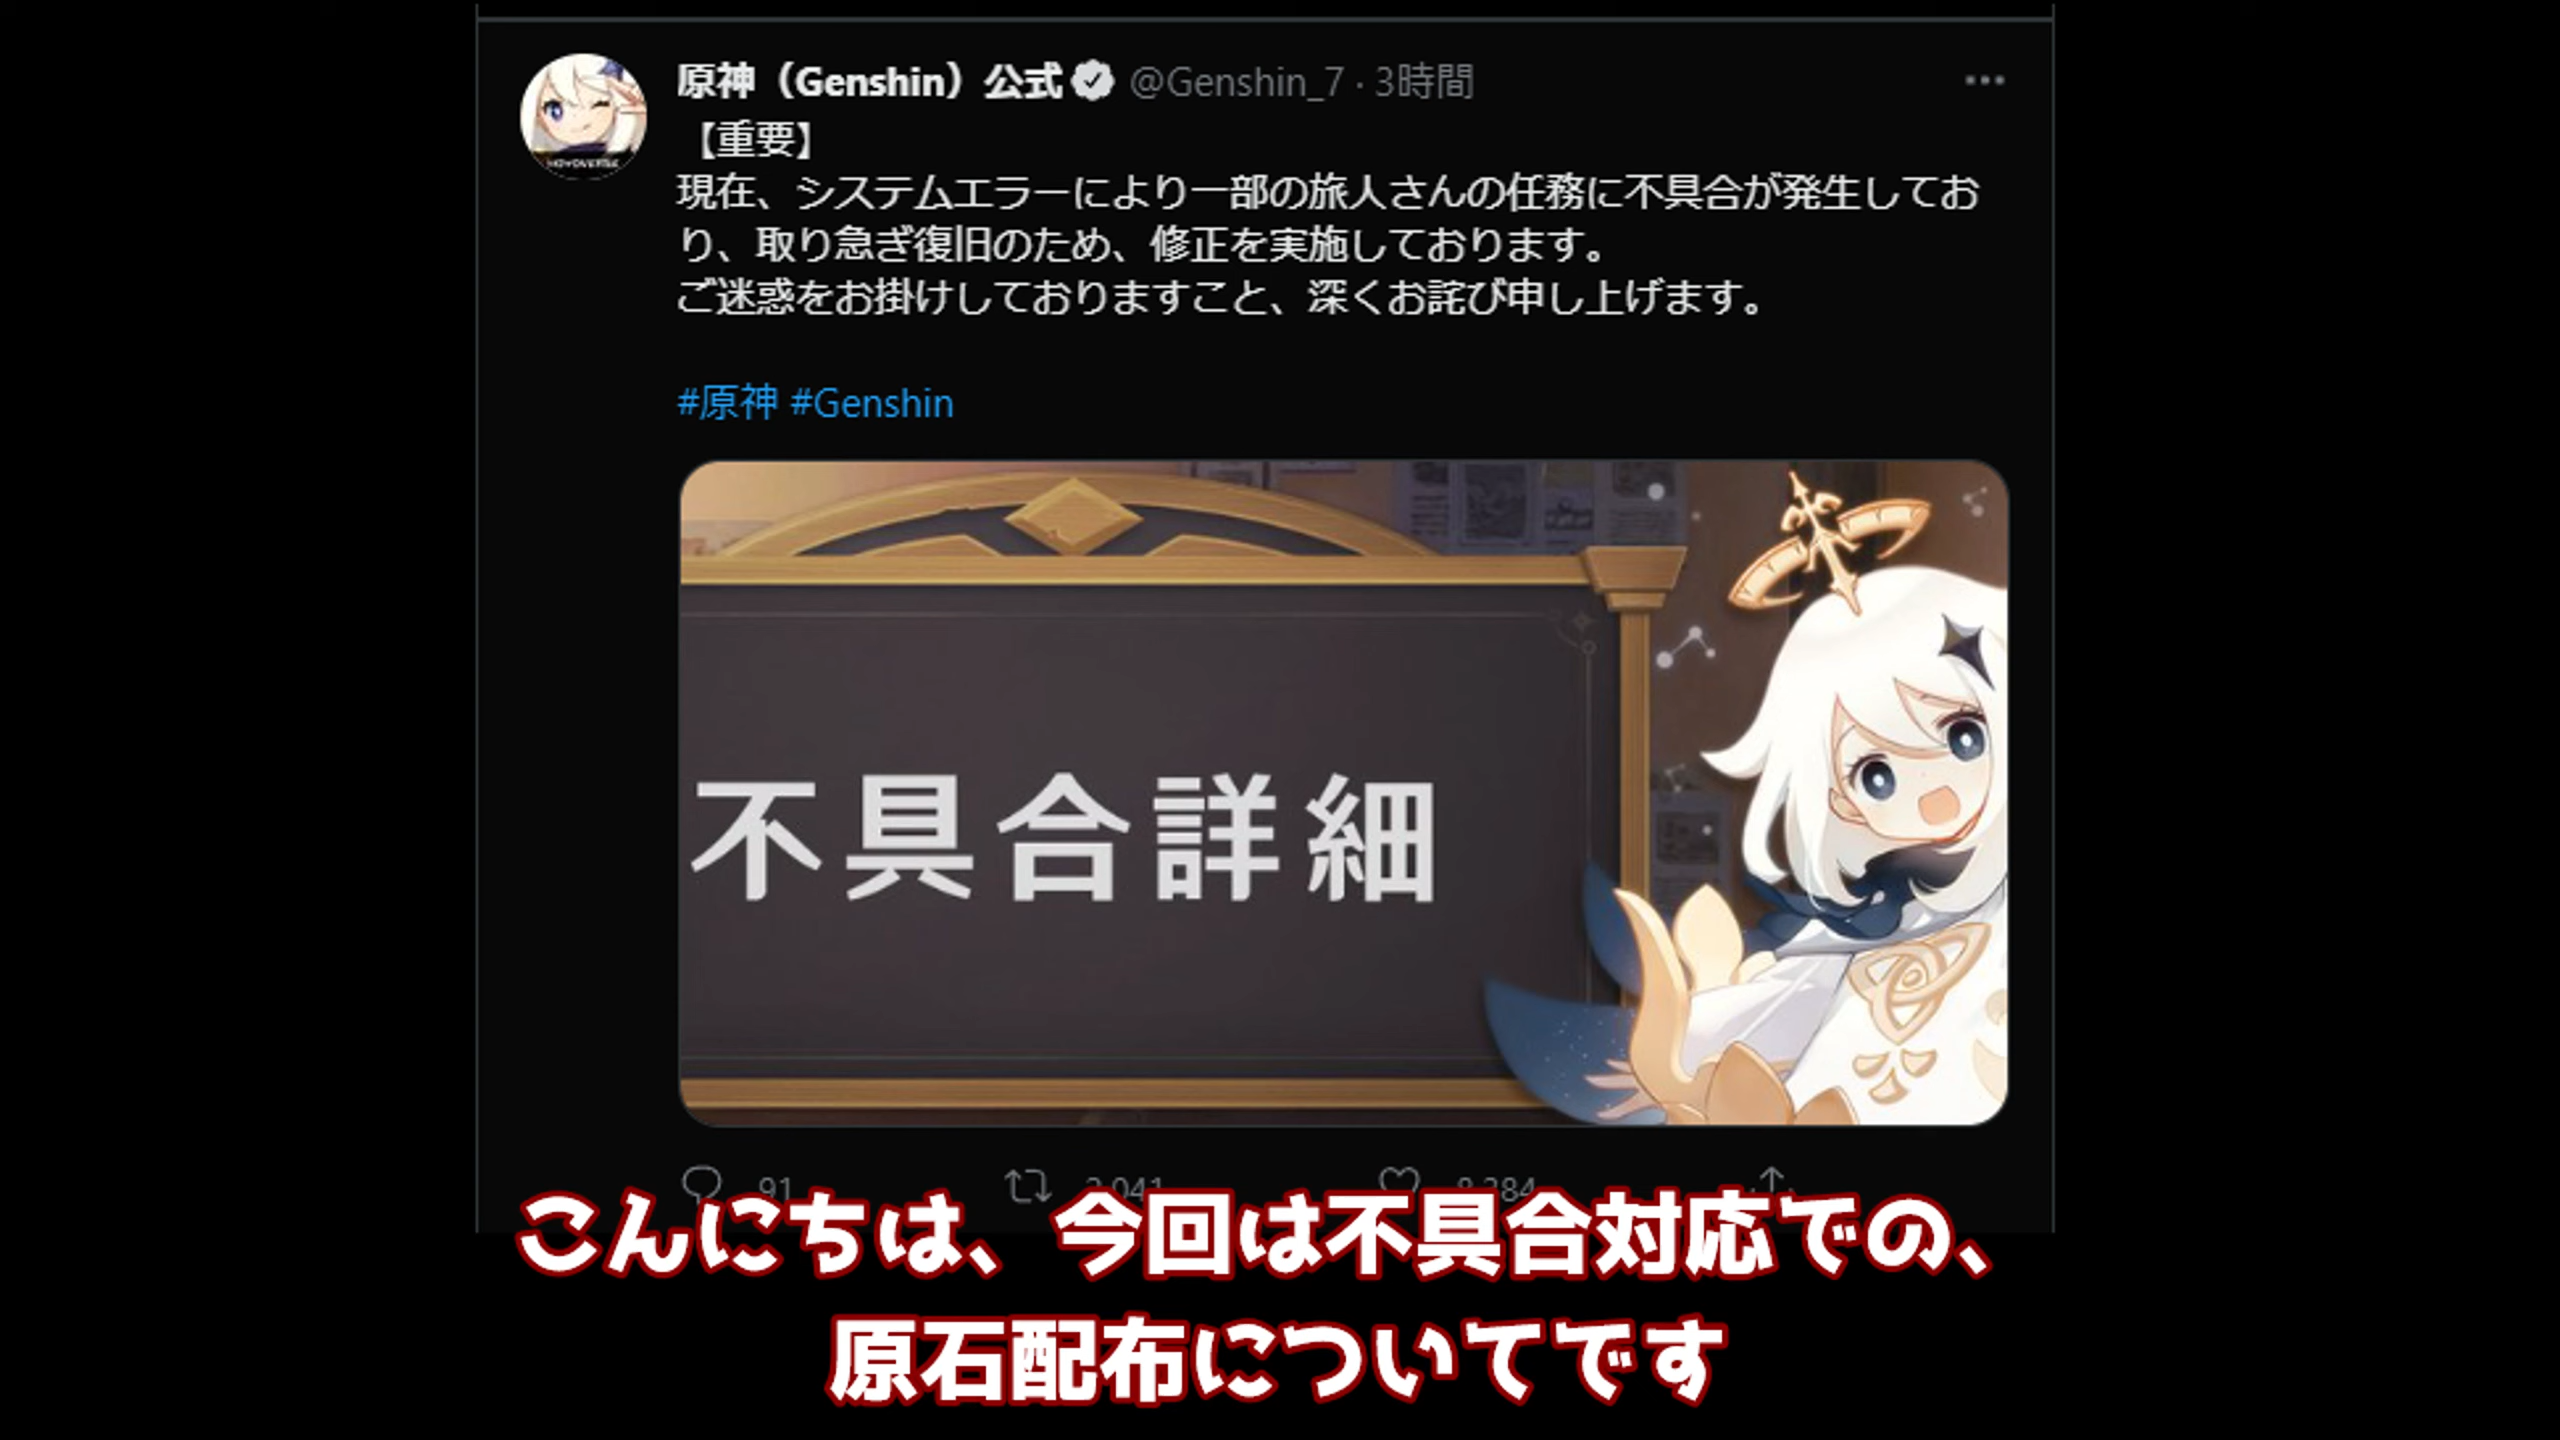 原神（Genshin）公式 @Genshin_7 · 3時間
【重要】
現在、システムエラーにより一部の旅人さんの任務に不具合が発生してお
り、取り急ぎ復旧のため、修正を実施しております。
ご迷惑をお掛けしておりますこと、深くお詫び申し上げます。
#原神 #Genshin
不具合詳細
91
こんにちは、今回は不具合対応での、
原石配布についてです